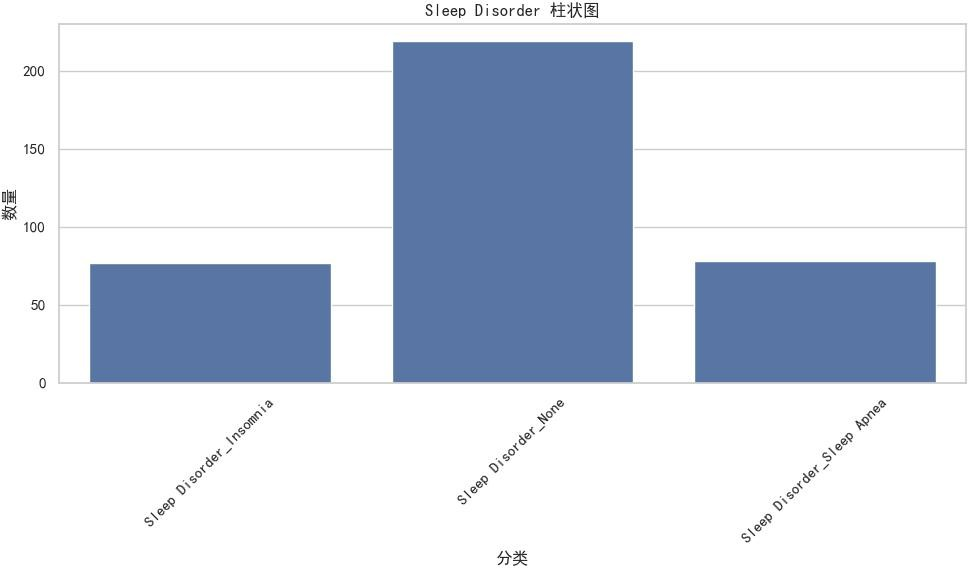 Sleep Disorder 柱状图
数量
200
150
100
50
0
Sleep Disorder_Insomnia
Sleep Disorder_None
Sleep Disorder_Sleep Apnea
分类